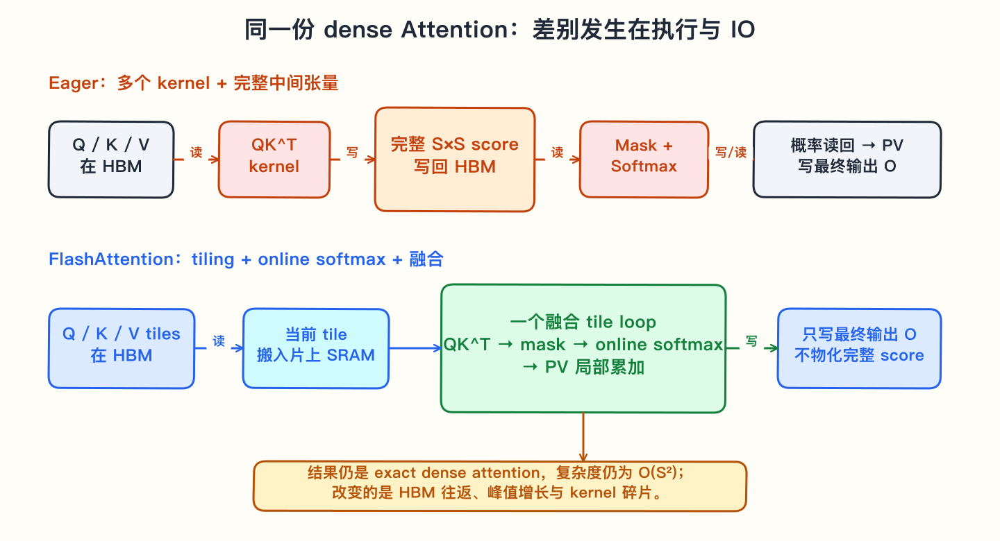 同一份 dense Attention：差别发生在执行与 IO
Eager：多个 kernel + 完整中间张量
Q / K / V
在 HBM
读
QK^T
kernel
写
完整 S×S score
写回 HBM
读
Mask +
Softmax
写/读
概率读回 → PV
写最终输出 O
FlashAttention：tiling + online softmax + 融合
Q / K / V tiles
在 HBM
读
当前 tile
搬入片上 SRAM
一个融合 tile loop
QK^T → mask → online softmax
→ PV 局部累加
写
只写最终输出 O
不物化完整 score
结果仍是 exact dense attention，复杂度仍为 O(S²)；
改变的是 HBM 往返、峰值增长与 kernel 碎片。